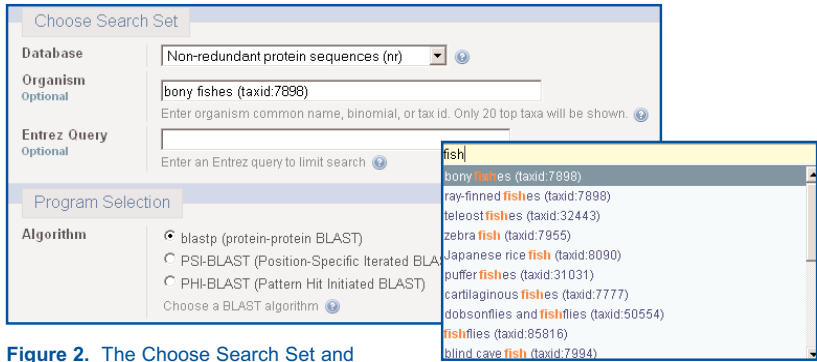 Choose Search Set
Database
Non-redundant protein sequences (nr)
Organism
Optional
bony fishes (taxid:7898)
Enter organism common name, binomial, or tax id. Only 20 top taxa will be shown.
Entrez Query
Optional
Enter an Entrez query to limit search
Program Selection
Algorithm
blastp (protein-protein BLAST)
PSI-BLAST (Position-Specific Iterated BLA
PHI-BLAST (Pattern Hit Initiated BLAST)
Choose a BLAST algorithm
fish
bony fishes (taxid:7898)
ray-finned fishes (taxid:7898)
teleost fishes (taxid:32443)
zebra fish (taxid:7955)
Japanese rice fish (taxid:8090)
puffer fishes (taxid:31031)
cartilaginous fishes (taxid:7777)
dobsonflies and fishflies (taxid:50554)
fishflies (taxid:85816)
blind cave fish (taxid:7994)
Figure 2. The Choose Search Set and